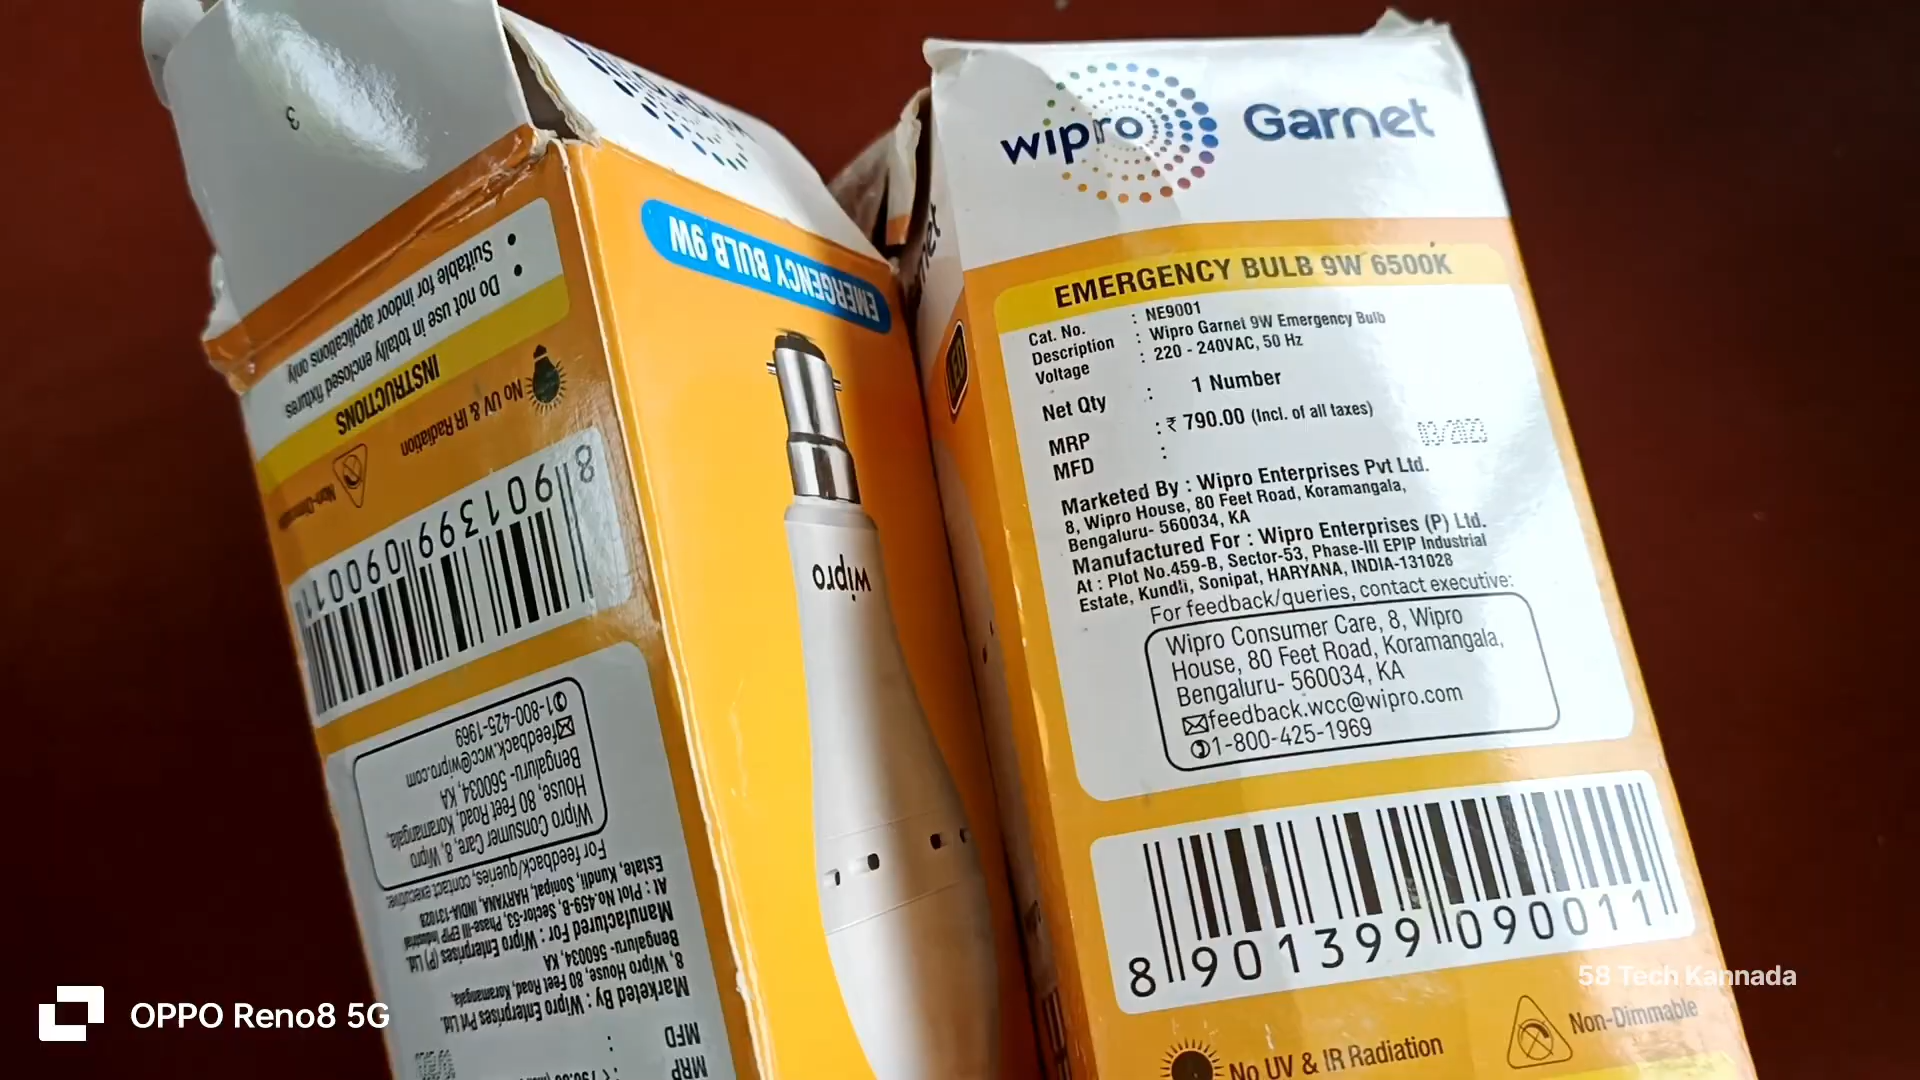 3
wipro
Suitable for indoor applications only
Do not use in totally enclosed fixtures
INSTRUCTIONS
No UV & IR Radiation
Non-Dimmable
8 901399 090011
1-800-425-1969
feedback.wcc@wipro.com
Bengaluru- 560034, KA
House, 80 Feet Road, Koramangala,
Wipro Consumer Care, 8, Wipro
For feedback/queries, contact executive:
Estate, Kundli, Sonipat, HARYANA, INDIA-131028
At : Plot No.459-B, Sector-53, Phase-III EPIP Industrial
Manufactured For : Wipro Enterprises (P) Ltd.
Bengaluru- 560034, KA
8, Wipro House, 80 Feet Road, Koramangala,
Marketed By : Wipro Enterprises Pvt Ltd.
MFD :
MRP :
EMERGENCY BULB 9W
wipro
wipro Garnet
EMERGENCY BULB 9W 6500K
Cat. No. : NE9001
Description : Wipro Garnet 9W Emergency Bulb
Voltage : 220 - 240VAC, 50 Hz
Net Qty : 1 Number
MRP : ₹ 790.00 (Incl. of all taxes)
MFD : 03/2023
Marketed By : Wipro Enterprises Pvt Ltd.
8, Wipro House, 80 Feet Road, Koramangala,
Bengaluru- 560034, KA
Manufactured For : Wipro Enterprises (P) Ltd.
At : Plot No.459-B, Sector-53, Phase-III EPIP Industrial
Estate, Kundli, Sonipat, HARYANA, INDIA-131028
For feedback/queries, contact executive:
Wipro Consumer Care, 8, Wipro
House, 80 Feet Road, Koramangala,
Bengaluru- 560034, KA
feedback.wcc@wipro.com
1-800-425-1969
8 901399 090011
No UV & IR Radiation
Non-Dimmable
58 Tech Kannada
OPPO Reno8 5G